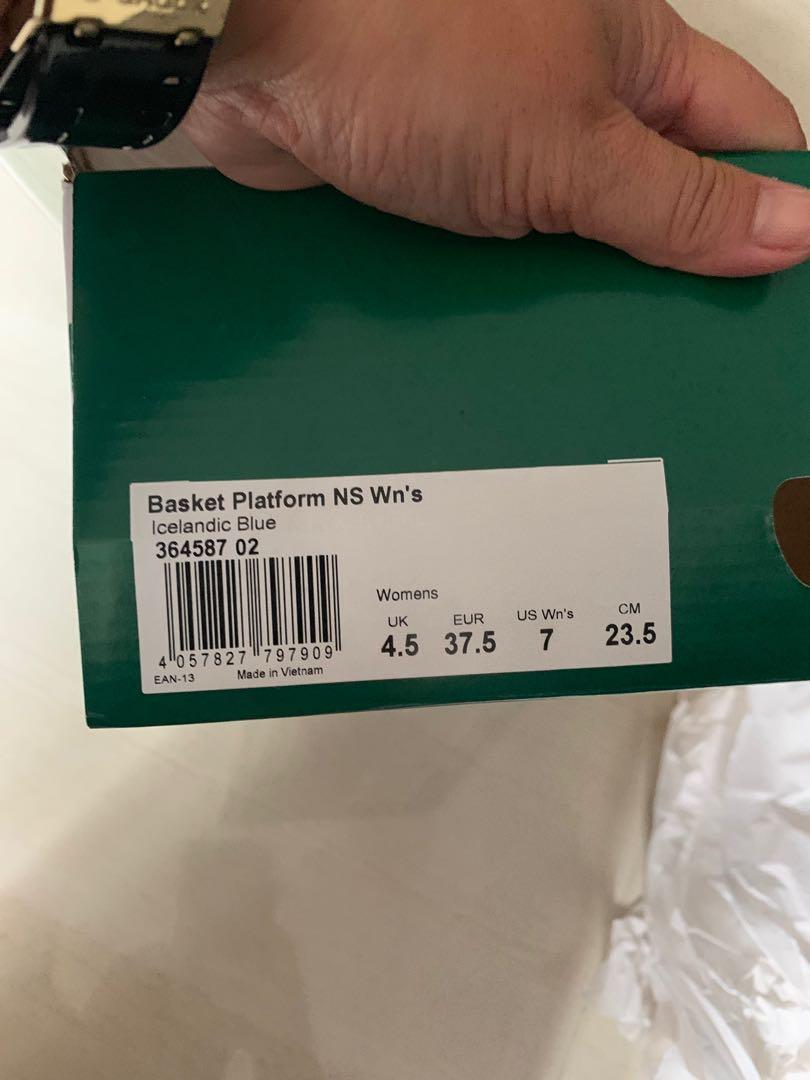 Basket Platform NS Wn's
Icelandic Blue
364587 02
4 057827 797909
EAN-13
Made in Vietnam
Womens
UK EUR US Wn's CM
4.5 37.5 7 23.5